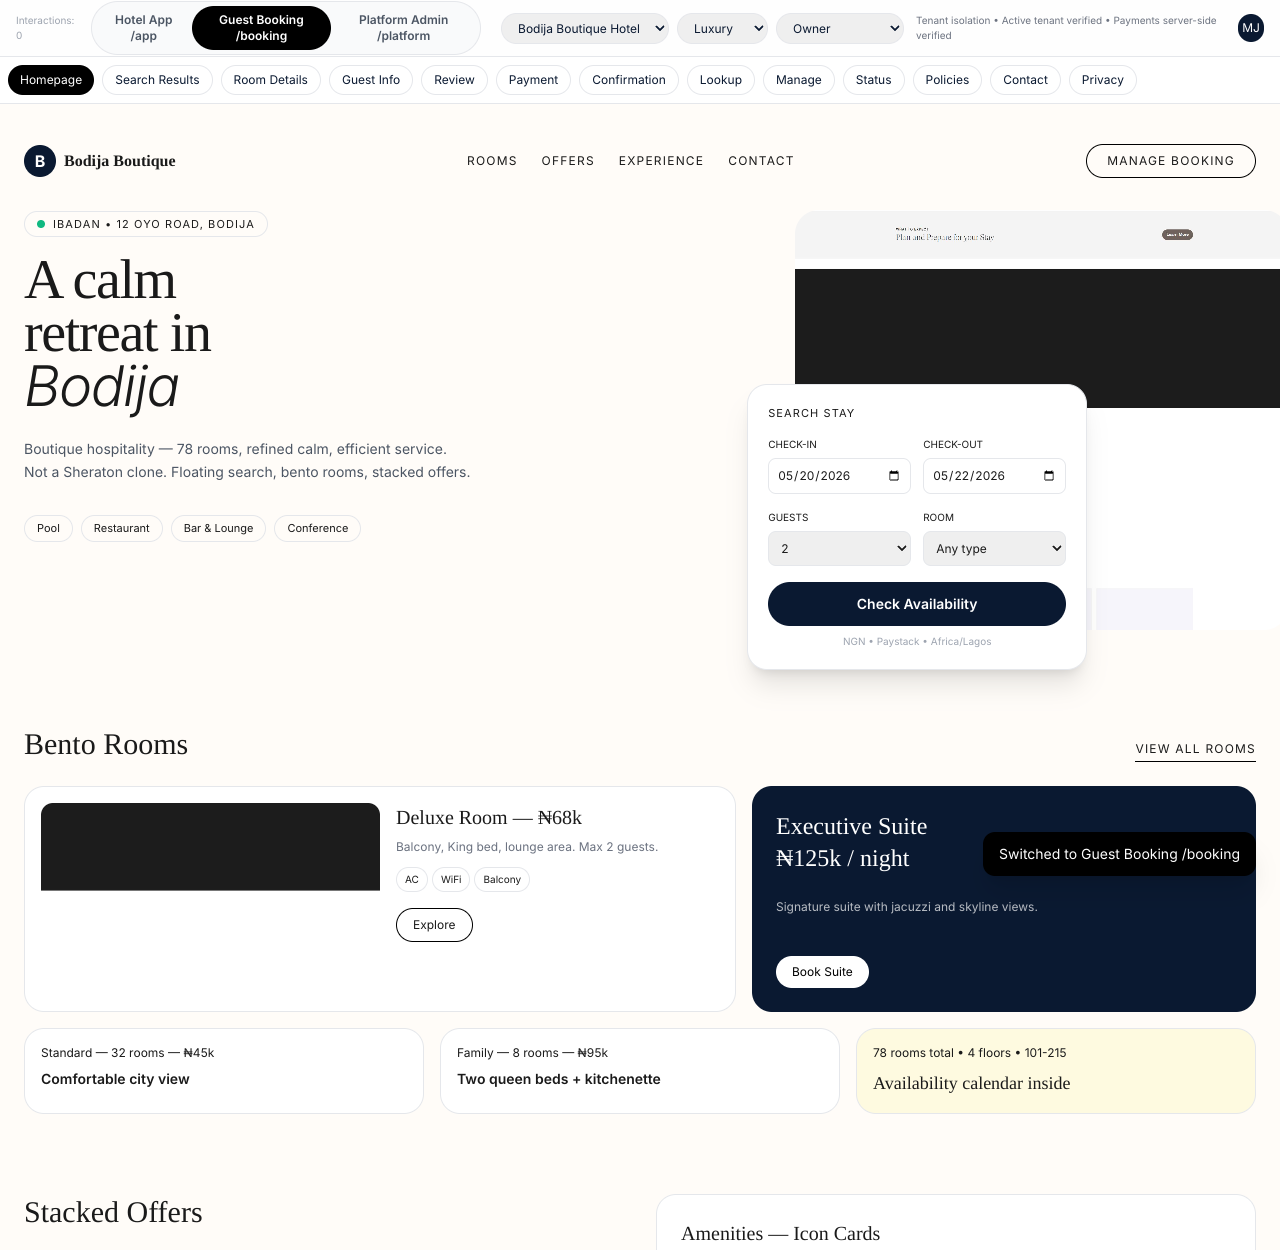 Interactions:
0
Hotel App
/app
Guest Booking
/booking
Platform Admin
/platform
Bodija Boutique Hotel
Luxury
Owner
Tenant isolation • Active tenant verified • Payments server-side
verified
MJ
Homepage
Search Results
Room Details
Guest Info
Review
Payment
Confirmation
Lookup
Manage
Status
Policies
Contact
Privacy
B
Bodija Boutique
ROOMS
OFFERS
EXPERIENCE
CONTACT
MANAGE BOOKING
IBADAN • 12 OYO ROAD, BODIJA
A calm
retreat in
Bodija
Boutique hospitality — 78 rooms, refined calm, efficient service.
Not a Sheraton clone. Floating search, bento rooms, stacked offers.
Pool
Restaurant
Bar & Lounge
Conference
Plan and Prepare for your Stay
Learn More
SEARCH STAY
CHECK-IN
CHECK-OUT
05/20/2026
05/22/2026
GUESTS
ROOM
2
Any type
Check Availability
NGN • Paystack • Africa/Lagos
Bento Rooms
VIEW ALL ROOMS
Deluxe Room — ₦68k
Balcony, King bed, lounge area. Max 2 guests.
AC
WiFi
Balcony
Explore
Executive Suite
₦125k / night
Signature suite with jacuzzi and skyline views.
Book Suite
Switched to Guest Booking /booking
Standard — 32 rooms — ₦45k
Comfortable city view
Family — 8 rooms — ₦95k
Two queen beds + kitchenette
78 rooms total • 4 floors • 101-215
Availability calendar inside
Stacked Offers
Amenities — Icon Cards